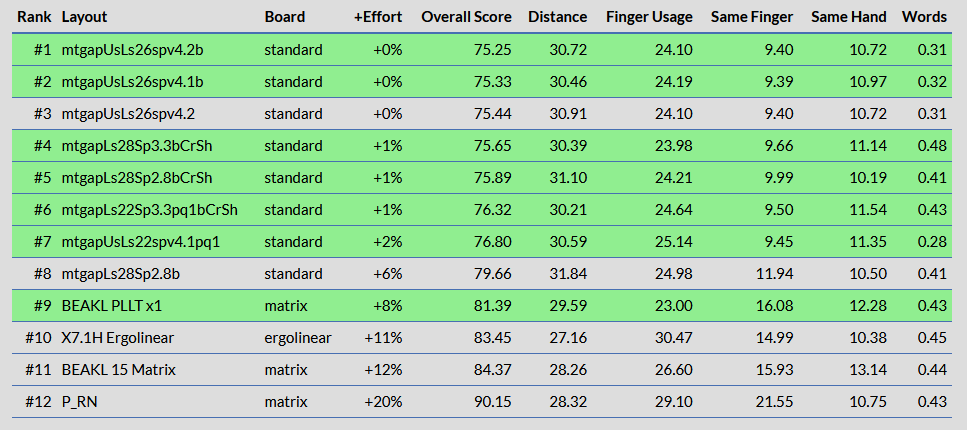 Rank Layout Board +Effort Overall Score Distance Finger Usage Same Finger Same Hand Words
#1 mtgapUsLs26spv4.2b standard +0% 75.25 30.72 24.10 9.40 10.72 0.31
#2 mtgapUsLs26spv4.1b standard +0% 75.33 30.46 24.19 9.39 10.97 0.32
#3 mtgapUsLs26spv4.2 standard +0% 75.44 30.91 24.10 9.40 10.72 0.31
#4 mtgapLs28Sp3.3bCrSh standard +1% 75.65 30.39 23.98 9.66 11.14 0.48
#5 mtgapLs28Sp2.8bCrSh standard +1% 75.89 31.10 24.21 9.99 10.19 0.41
#6 mtgapLs22Sp3.3pq1bCrSh standard +1% 76.32 30.21 24.64 9.50 11.54 0.43
#7 mtgapUsLs22spv4.1pq1 standard +2% 76.80 30.59 25.14 9.45 11.35 0.28
#8 mtgapLs28Sp2.8b standard +6% 79.66 31.84 24.98 11.94 10.50 0.41
#9 BEAKL PLLT x1 matrix +8% 81.39 29.59 23.00 16.08 12.28 0.43
#10 X7.1H Ergolinear ergolinear +11% 83.45 27.16 30.47 14.99 10.38 0.45
#11 BEAKL 15 Matrix matrix +12% 84.37 28.26 26.60 15.93 13.14 0.44
#12 P_RN matrix +20% 90.15 28.32 29.10 21.55 10.75 0.43